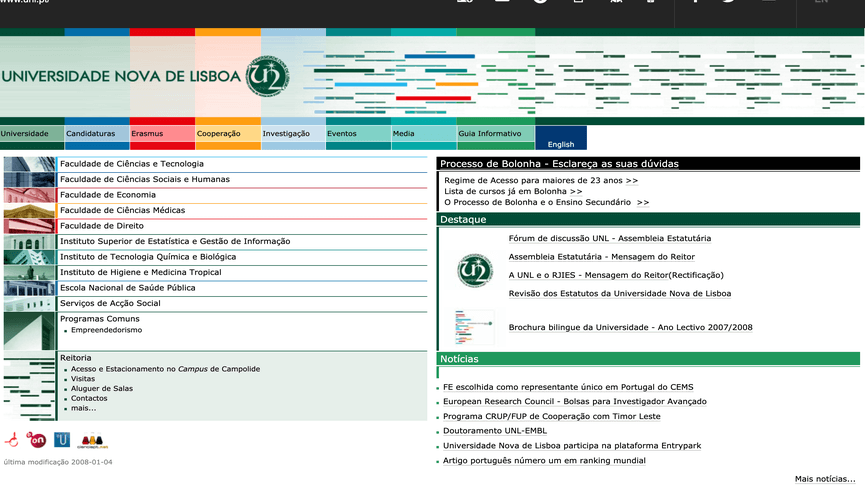 www.unl.pt
EN
UNIVERSIDADE NOVA DE LISBOA
Universidade
Candidaturas
Erasmus
Cooperação
Investigação
Eventos
Media
Guia Informativo
English
Faculdade de Ciências e Tecnologia
Faculdade de Ciências Sociais e Humanas
Faculdade de Economia
Faculdade de Ciências Médicas
Faculdade de Direito
Instituto Superior de Estatística e Gestão de Informação
Instituto de Tecnologia Química e Biológica
Instituto de Higiene e Medicina Tropical
Escola Nacional de Saúde Pública
Serviços de Acção Social
Programas Comuns
Empreendedorismo
Reitoria
Acesso e Estacionamento no Campus de Campolide
Visitas
Aluguer de Salas
Contactos
mais...
última modificação 2008-01-04
Processo de Bolonha - Esclareça as suas dúvidas
Regime de Acesso para maiores de 23 anos >>
Lista de cursos já em Bolonha >>
O Processo de Bolonha e o Ensino Secundário >>
Destaque
Fórum de discussão UNL - Assembleia Estatutária
Assembleia Estatutária - Mensagem do Reitor
A UNL e o RJIES - Mensagem do Reitor(Rectificação)
Revisão dos Estatutos da Universidade Nova de Lisboa
Brochura bilingue da Universidade - Ano Lectivo 2007/2008
Notícias
FE escolhida como representante único em Portugal do CEMS
European Research Council - Bolsas para Investigador Avançado
Programa CRUP/FUP de Cooperação com Timor Leste
Doutoramento UNL-EMBL
Universidade Nova de Lisboa participa na plataforma Entrypark
Artigo português número um em ranking mundial
Mais notícias...